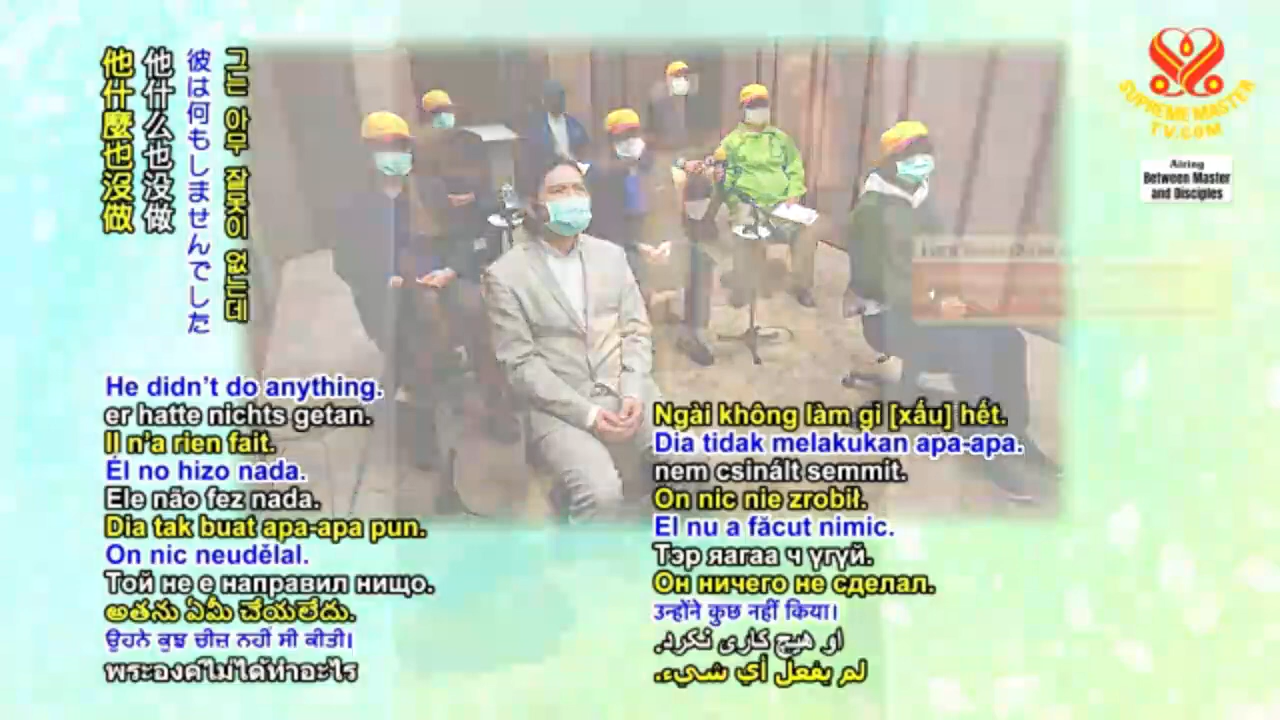 他什麼也沒做
他什么也没做
彼は何もしませんでした
그는 아무 잘못이 없는데
He didn't do anything.
er hatte nichts getan.
Il n'a rien fait.
Él no hizo nada.
Ele não fez nada.
Dia tak buat apa-apa pun.
On nic neudělal.
Той не е направил нищо.
అతను ఏమీ చేయలేదు.
ਉਹਨੇ ਕੁਝ ਚੀਜ਼ ਨਹੀਂ ਸੀ ਕੀਤੀ।
พระองค์ไม่ได้ทำอะไร
Ngài không làm gì [xấu] hết.
Dia tidak melakukan apa-apa.
nem csinált semmit.
On nic nie zrobił.
El nu a făcut nimic.
Тэр яагаа ч үгүй.
Он ничего не сделал.
उन्होंने कुछ नहीं किया।
او هیچ کاری نکرد.
لم يفعل أي شيء.
SUPREME MASTER
TV.COM
Airing
Between Master
and Disciples